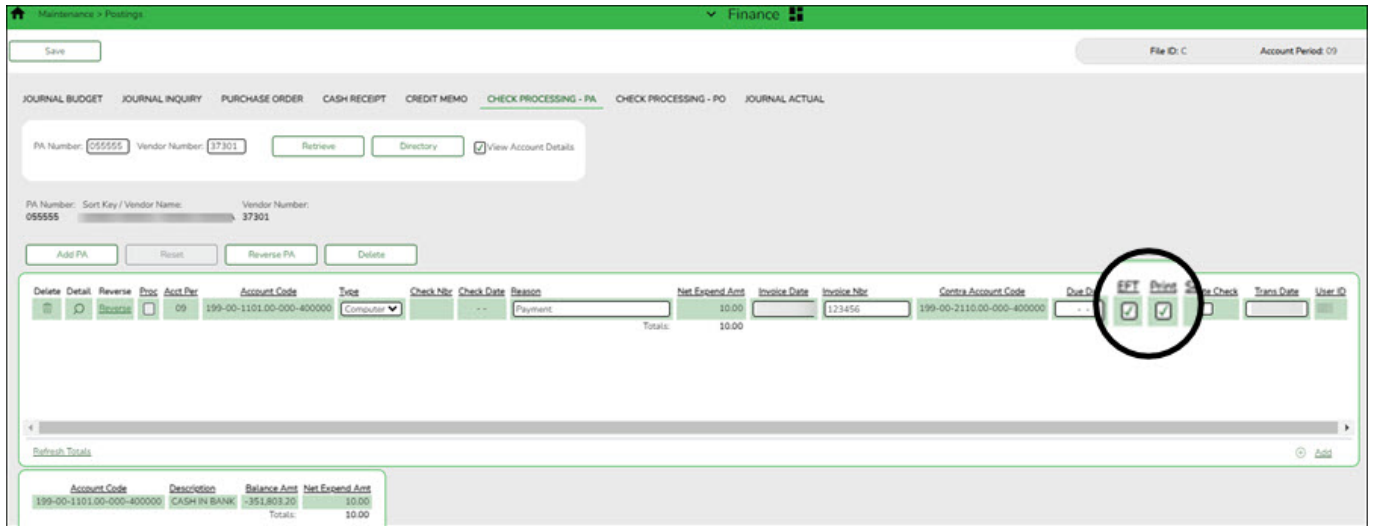 Maintenance > Postings
Finance
Save
File ID: C
Account Period: 09
JOURNAL BUDGET JOURNAL INQUIRY PURCHASE ORDER CASH RECEIPT CREDIT MEMO CHECK PROCESSING - PA CHECK PROCESSING - PO JOURNAL ACTUAL
PA Number: 055555 Vendor Number: 37301 Retrieve Directory View Account Details
PA Number: Sort Key / Vendor Name: Vendor Number:
055555 37301
Add PA Reset Reverse PA Delete
Delete Detail Reverse Proc Acct Per Account Code Type Check Nbr Check Date Reason Net Expend Amt Invoice Date Invoice Nbr Contra Account Code Due D EFT Print Check Trans Date User ID
Reverse 09 199-00-1101.00-000-400000 Computer - - Payment 10.00 123456 199-00-2110.00-000-400000 - -
Totals: 10.00
Refresh Totals
Add
Account Code Description Balance Amt Net Expend Amt
199-00-1101.00-000-400000 CASH IN BANK -351,803.20 10.00
Totals: 10.00